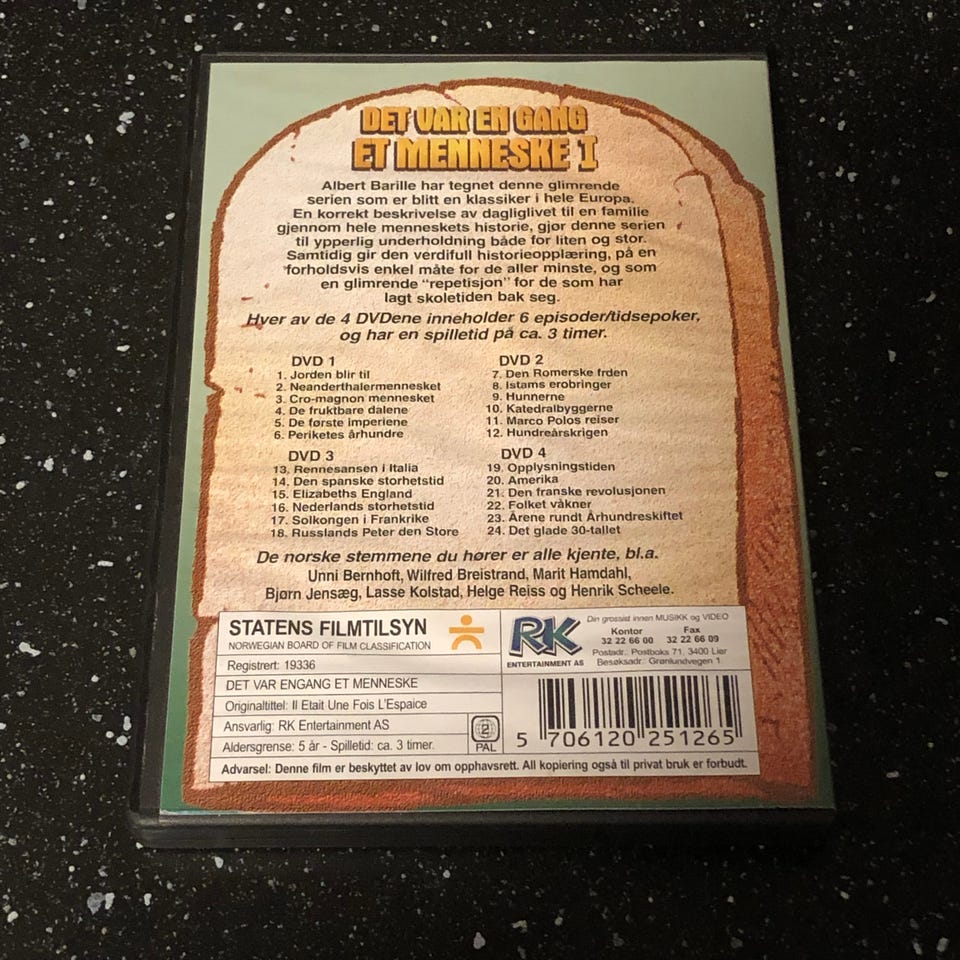 DET VAR EN GANG
ET MENNESKE I
Albert Barille har tegnet denne glimrende
serien som er blitt en klassiker i hele Europa.
En korrekt beskrivelse av dagliglivet til en familie
gjennom hele menneskets historie, gjør denne serien
til ypperlig underholdning både for liten og stor.
Samtidig gir den verdifull historieopplæring, på en
forholdsvis enkel måte for de aller minste, og som
en glimrende "repetisjon" for de som har
lagt skoletiden bak seg.
Hver av de 4 DVDene inneholder 6 episoder/tidsepoker,
og har en spilletid på ca. 3 timer.
DVD 1
1. Jorden blir til
2. Neanderthalermennesket
3. Cro-magnon mennesket
4. De fruktbare dalene
5. De første imperiene
6. Perikletes århundre
DVD 2
7. Den Romerske frden
8. Istams erobringer
9. Hunnerne
10. Katedralbyggerne
11. Marco Polos reiser
12. Hundreårskrigen
DVD 3
13. Rennesansen i Italia
14. Den spanske storhetstid
15. Elizabeths England
16. Nederlands storhetstid
17. Solkongen i Frankrike
18. Russlands Peter den Store
DVD 4
19. Opplysningstiden
20. Amerika
21. Den franske revolusjonen
22. Folket våkner
23. Årene rundt Århundreskiftet
24. Det glade 30-tallet
De norske stemmene du hører er alle kjente, bl.a.
Unni Bernhoft, Wilfred Breistrand, Marit Hamdahl,
Bjørn Jensæg, Lasse Kolstad, Helge Reiss og Henrik Scheele.
STATENS FILMTILSYN
NORWEGIAN BOARD OF FILM CLASSIFICATION
Registrert: 19336
DET VAR ENGANG ET MENNESKE
Originaltittel: Il Etait Une Fois L'Espaice
Ansvarlig: RK Entertainment AS
Aldersgrense: 5 år - Spilletid: ca. 3 timer.
2
PAL
RK
ENTERTAINMENT AS
Din grossist innen MUSIKK og VIDEO
Kontor Fax
32 22 66 00 32 22 66 09
Postadr.: Postboks 71, 3400 Lier
Besøksadr.: Grønlundvegen 1
5 706120 251265
Advarsel: Denne film er beskyttet av lov om opphavsrett. All kopiering også til privat bruk er forbudt.